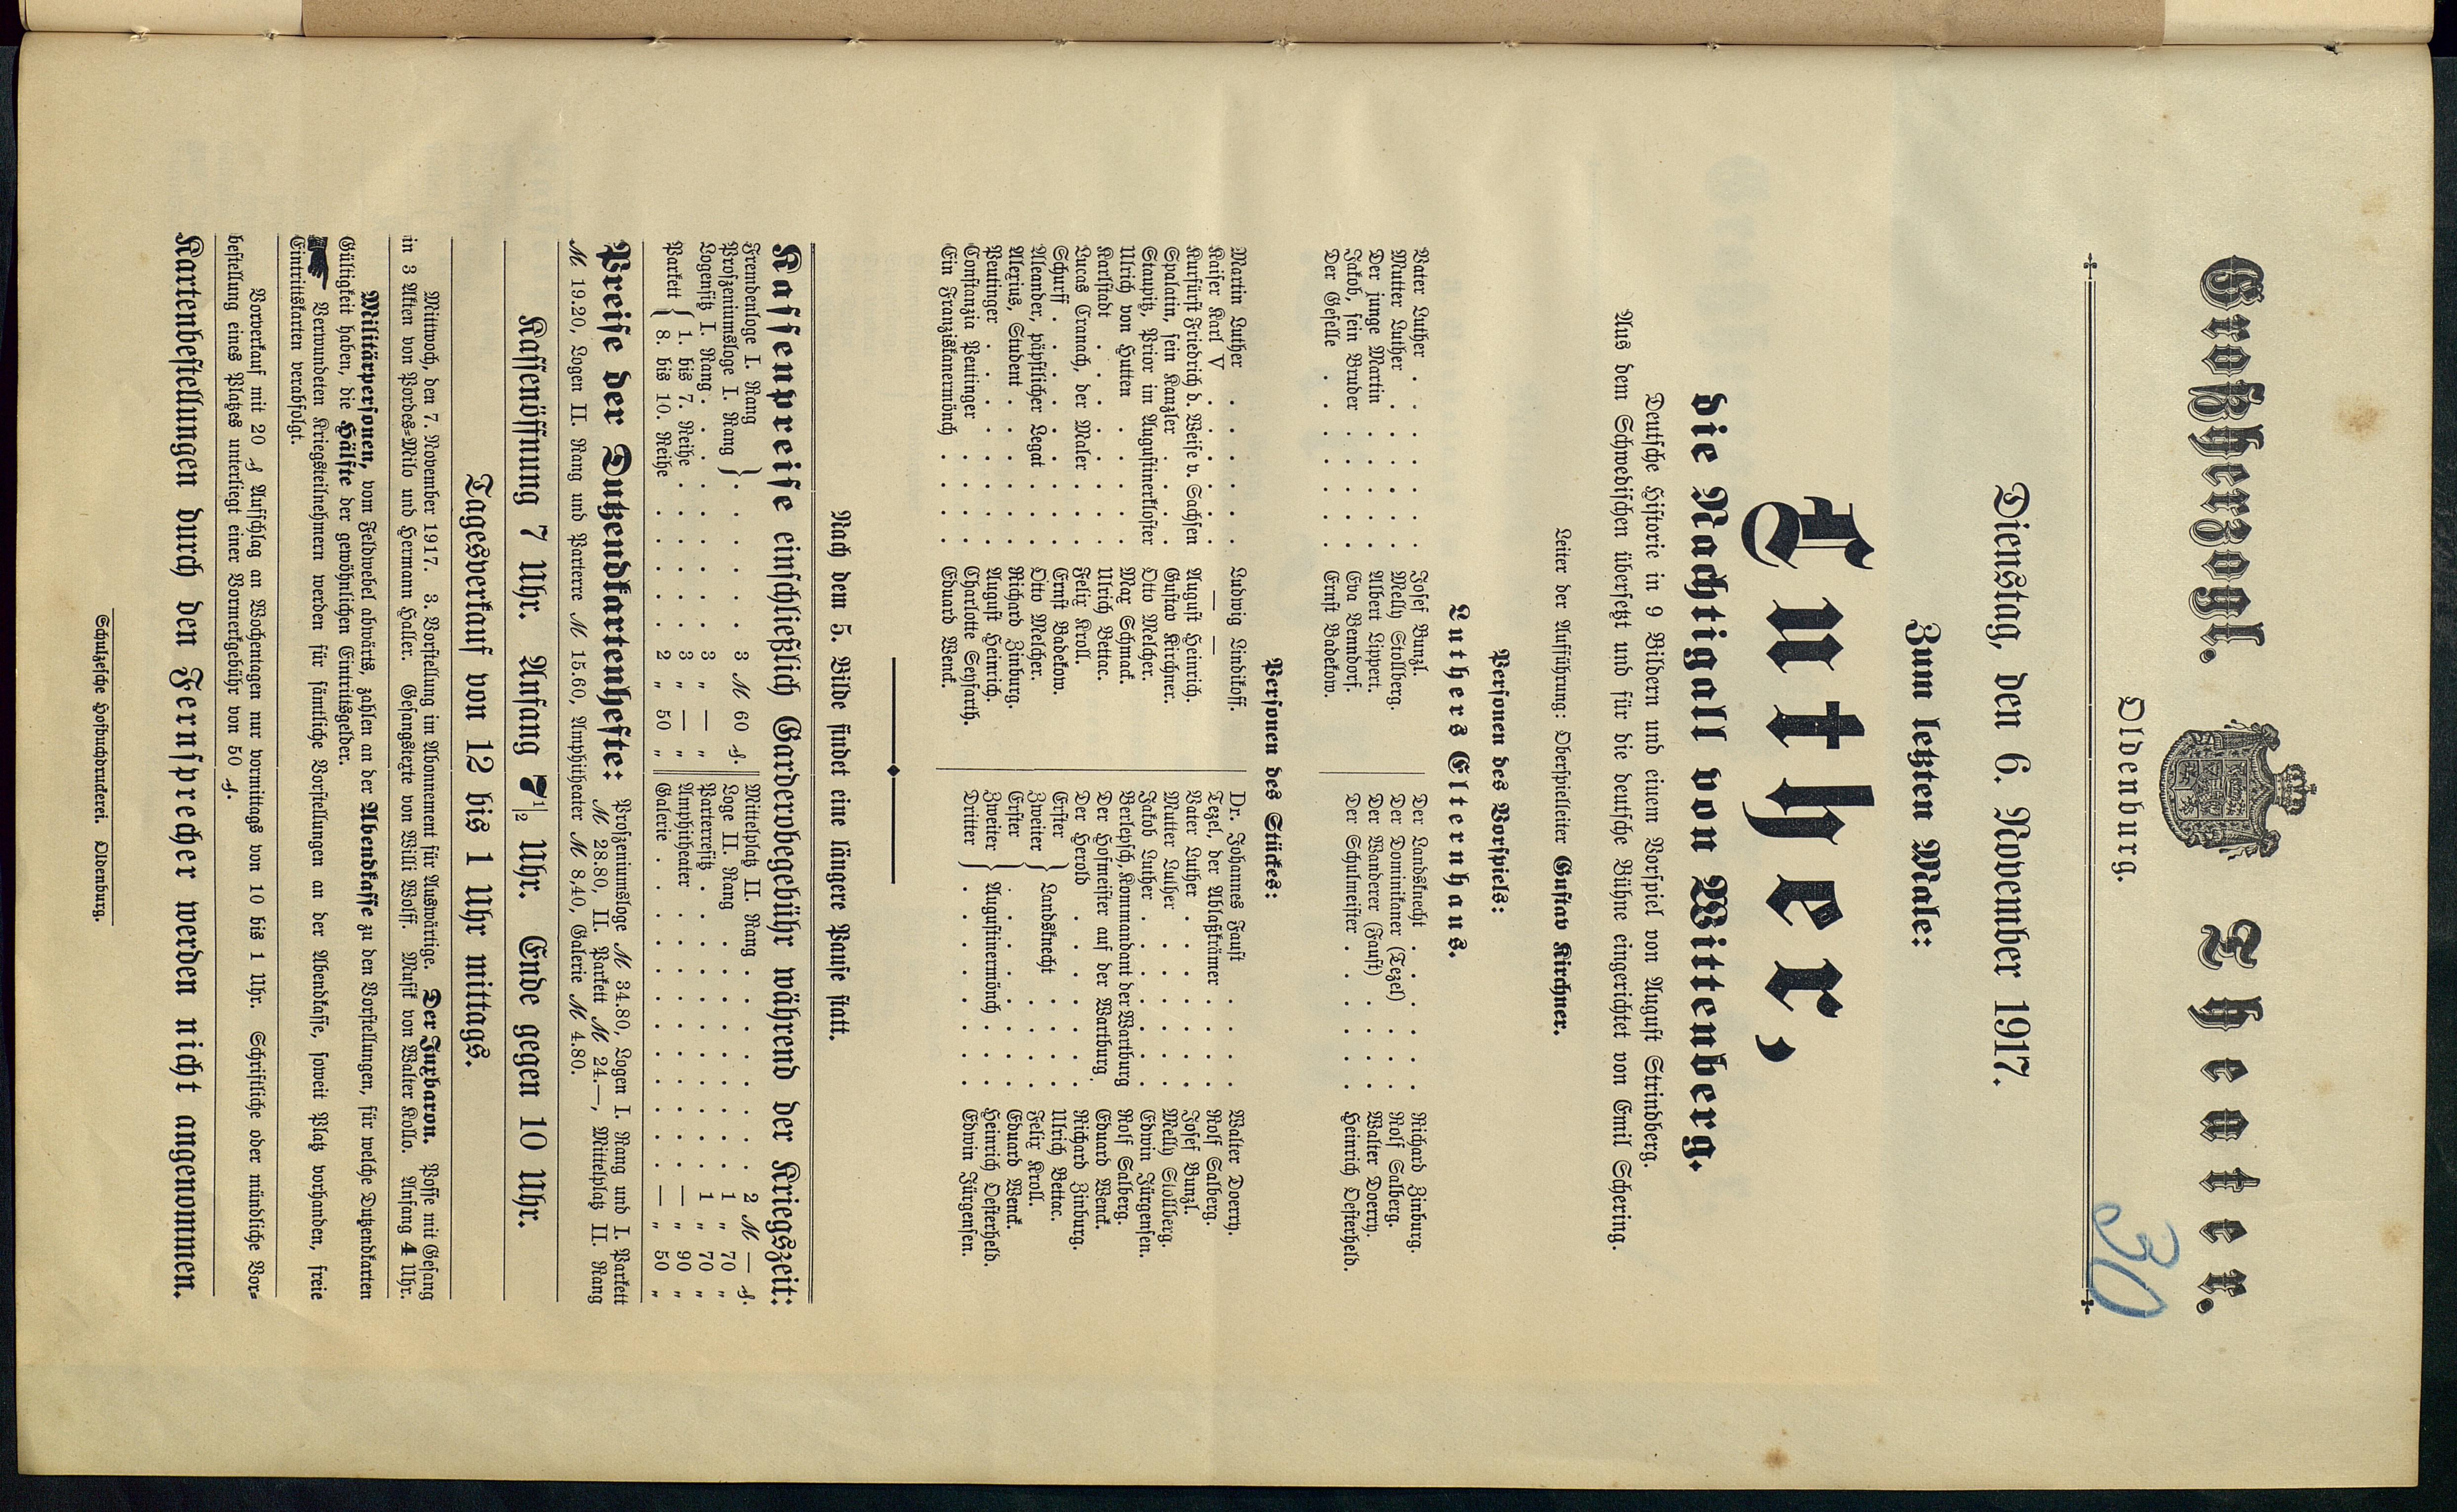 Großherzogl. Theater.
Oldenburg.
30
Dienstag, den 6. November 1917.
Zum letzten Male:
Luther,
die Nachtigall von Wittenberg.
Deutsche Historie in 9 Bildern und einem Vorspiel von August Strindberg.
Aus dem Schwedischen übersetzt und für die deutsche Bühne eingerichtet von Emil Schering.
Leiter der Aufführung: Oberspielleiter Gustav Kirchner.
Personen des Vorspiels:
Luthers Elternhaus.
Vater Luther . . . . . Josef Bunzl.
Mutter Luther . . . . . Melly Stollberg.
Der junge Martin . . . . Albert Lippert.
Jakob, sein Bruder . . . . Eva Benndorf.
Der Geselle . . . . . Ernst Badekow.
Der Landsknecht . . . . . Richard Zinburg.
Der Dominikaner (Tezel) . . . Rolf Salberg.
Der Wanderer (Faust) . . . . Walter Doerry.
Der Schulmeister . . . . . Heinrich Oesterheld.
Personen des Stückes:
Martin Luther . . . . . Ludwig Lindikoff.
Kaiser Karl V . . . . . — —
Kurfürst Friedrich d. Weise v. Sachsen August Heinrich.
Spalatin, sein Kanzler . . . . Gustav Kirchner.
Staupitz, Prior im Augustinerkloster Otto Melcher.
Ulrich von Hutten . . . . Max Schmack.
Karlstadt . . . . . Ulrich Bettac.
Lucas Cranach, der Maler . . . Felix Kroll.
Schurff . . . . . Ernst Badekow.
Aleander, päpstlicher Legat . . Otto Melcher.
Alexius, Student . . . . Richard Zinburg.
Peutinger . . . . . August Heinrich.
Constanzia Peutinger . . . . Charlotte Seyfarth.
Ein Franziskanermönch . . . Eduard Wenck.
Dr. Johannes Faust . . . . Walter Doerry.
Tezel, der Ablaßkrämer . . . . Rolf Salberg.
Vater Luther . . . . . Josef Bunzl.
Mutter Luther . . . . . Melly Stollberg.
Jakob Luther . . . . . Edwin Jürgensen.
Berlepsch, Kommandant der Wartburg Rolf Salberg.
Der Hofmeister auf der Wartburg . Eduard Wenck.
Der Herold . . . . . Richard Zinburg.
Erster } Landsknecht . . . . Ulrich Bettac.
Zweiter } Felix Kroll.
Erster } Augustinermönch . . . . Eduard Wenck.
Zweiter } Heinrich Oesterheld.
Dritter } Edwin Jürgensen.
Nach dem 5. Bilde findet eine längere Pause statt.
Kassenpreise einschließlich Garderobegebühr während der Kriegszeit:
Fremdenloge I. Rang } . . . 3 M 60 ₰.
Proszeniumsloge I. Rang }
Logensitz I. Rang . . . . 3 „ — „
Parkett { 1. bis 7. Reihe . . . 3 „ — „
8. bis 10. Reihe . . . 2 „ 50 „
Mittelplatz II. Rang . . . . 2 M — ₰.
Loge II. Rang . . . . 1 „ 70 „
Parterresitz . . . . . 1 „ 70 „
Amphitheater . . . . . — „ 90 „
Galerie . . . . . — „ 50 „
Preise der Dutzendkartenhefte: Proszeniumsloge M 34.80, Logen I. Rang und I. Parkett
M 28.80, II. Parkett M 24.—, Mittelplatz II. Rang
M 19.20, Logen II. Rang und Parterre M 15.60, Amphitheater M 8,40, Galerie M 4.80.
Kassenöffnung 7 Uhr. Anfang 7½ Uhr. Ende gegen 10 Uhr.
Tagesverkauf von 12 bis 1 Uhr mittags.
Mittwoch, den 7. November 1917. 3. Vorstellung im Abonnement für Auswärtige. Der Juxbaron. Posse mit Gesang
in 3 Akten von Pordes-Milo und Hermann Haller. Gesangstexte von Willi Wolff. Musik von Walter Kollo. Anfang 4 Uhr.
Militärpersonen, vom Feldwebel abwärts, zahlen an der Abendkasse zu den Vorstellungen, für welche Dutzendkarten
Gültigkeit haben, die Hälfte der gewöhnlichen Eintrittsgelder.
Verwundeten Kriegsteilnehmern werden für sämtliche Vorstellungen an der Abendkasse, soweit Platz vorhanden, freie
Eintrittskarten verabfolgt.
Vorverkauf mit 20 ₰ Aufschlag an Wochentagen nur vormittags von 10 bis 1 Uhr. Schriftliche oder mündliche Vor-
bestellung eines Platzes unterliegt einer Vormerkgebühr von 50 ₰.
Kartenbestellungen durch den Fernsprecher werden nicht angenommen.
Schulzesche Hofbuchdruckerei. Oldenburg.